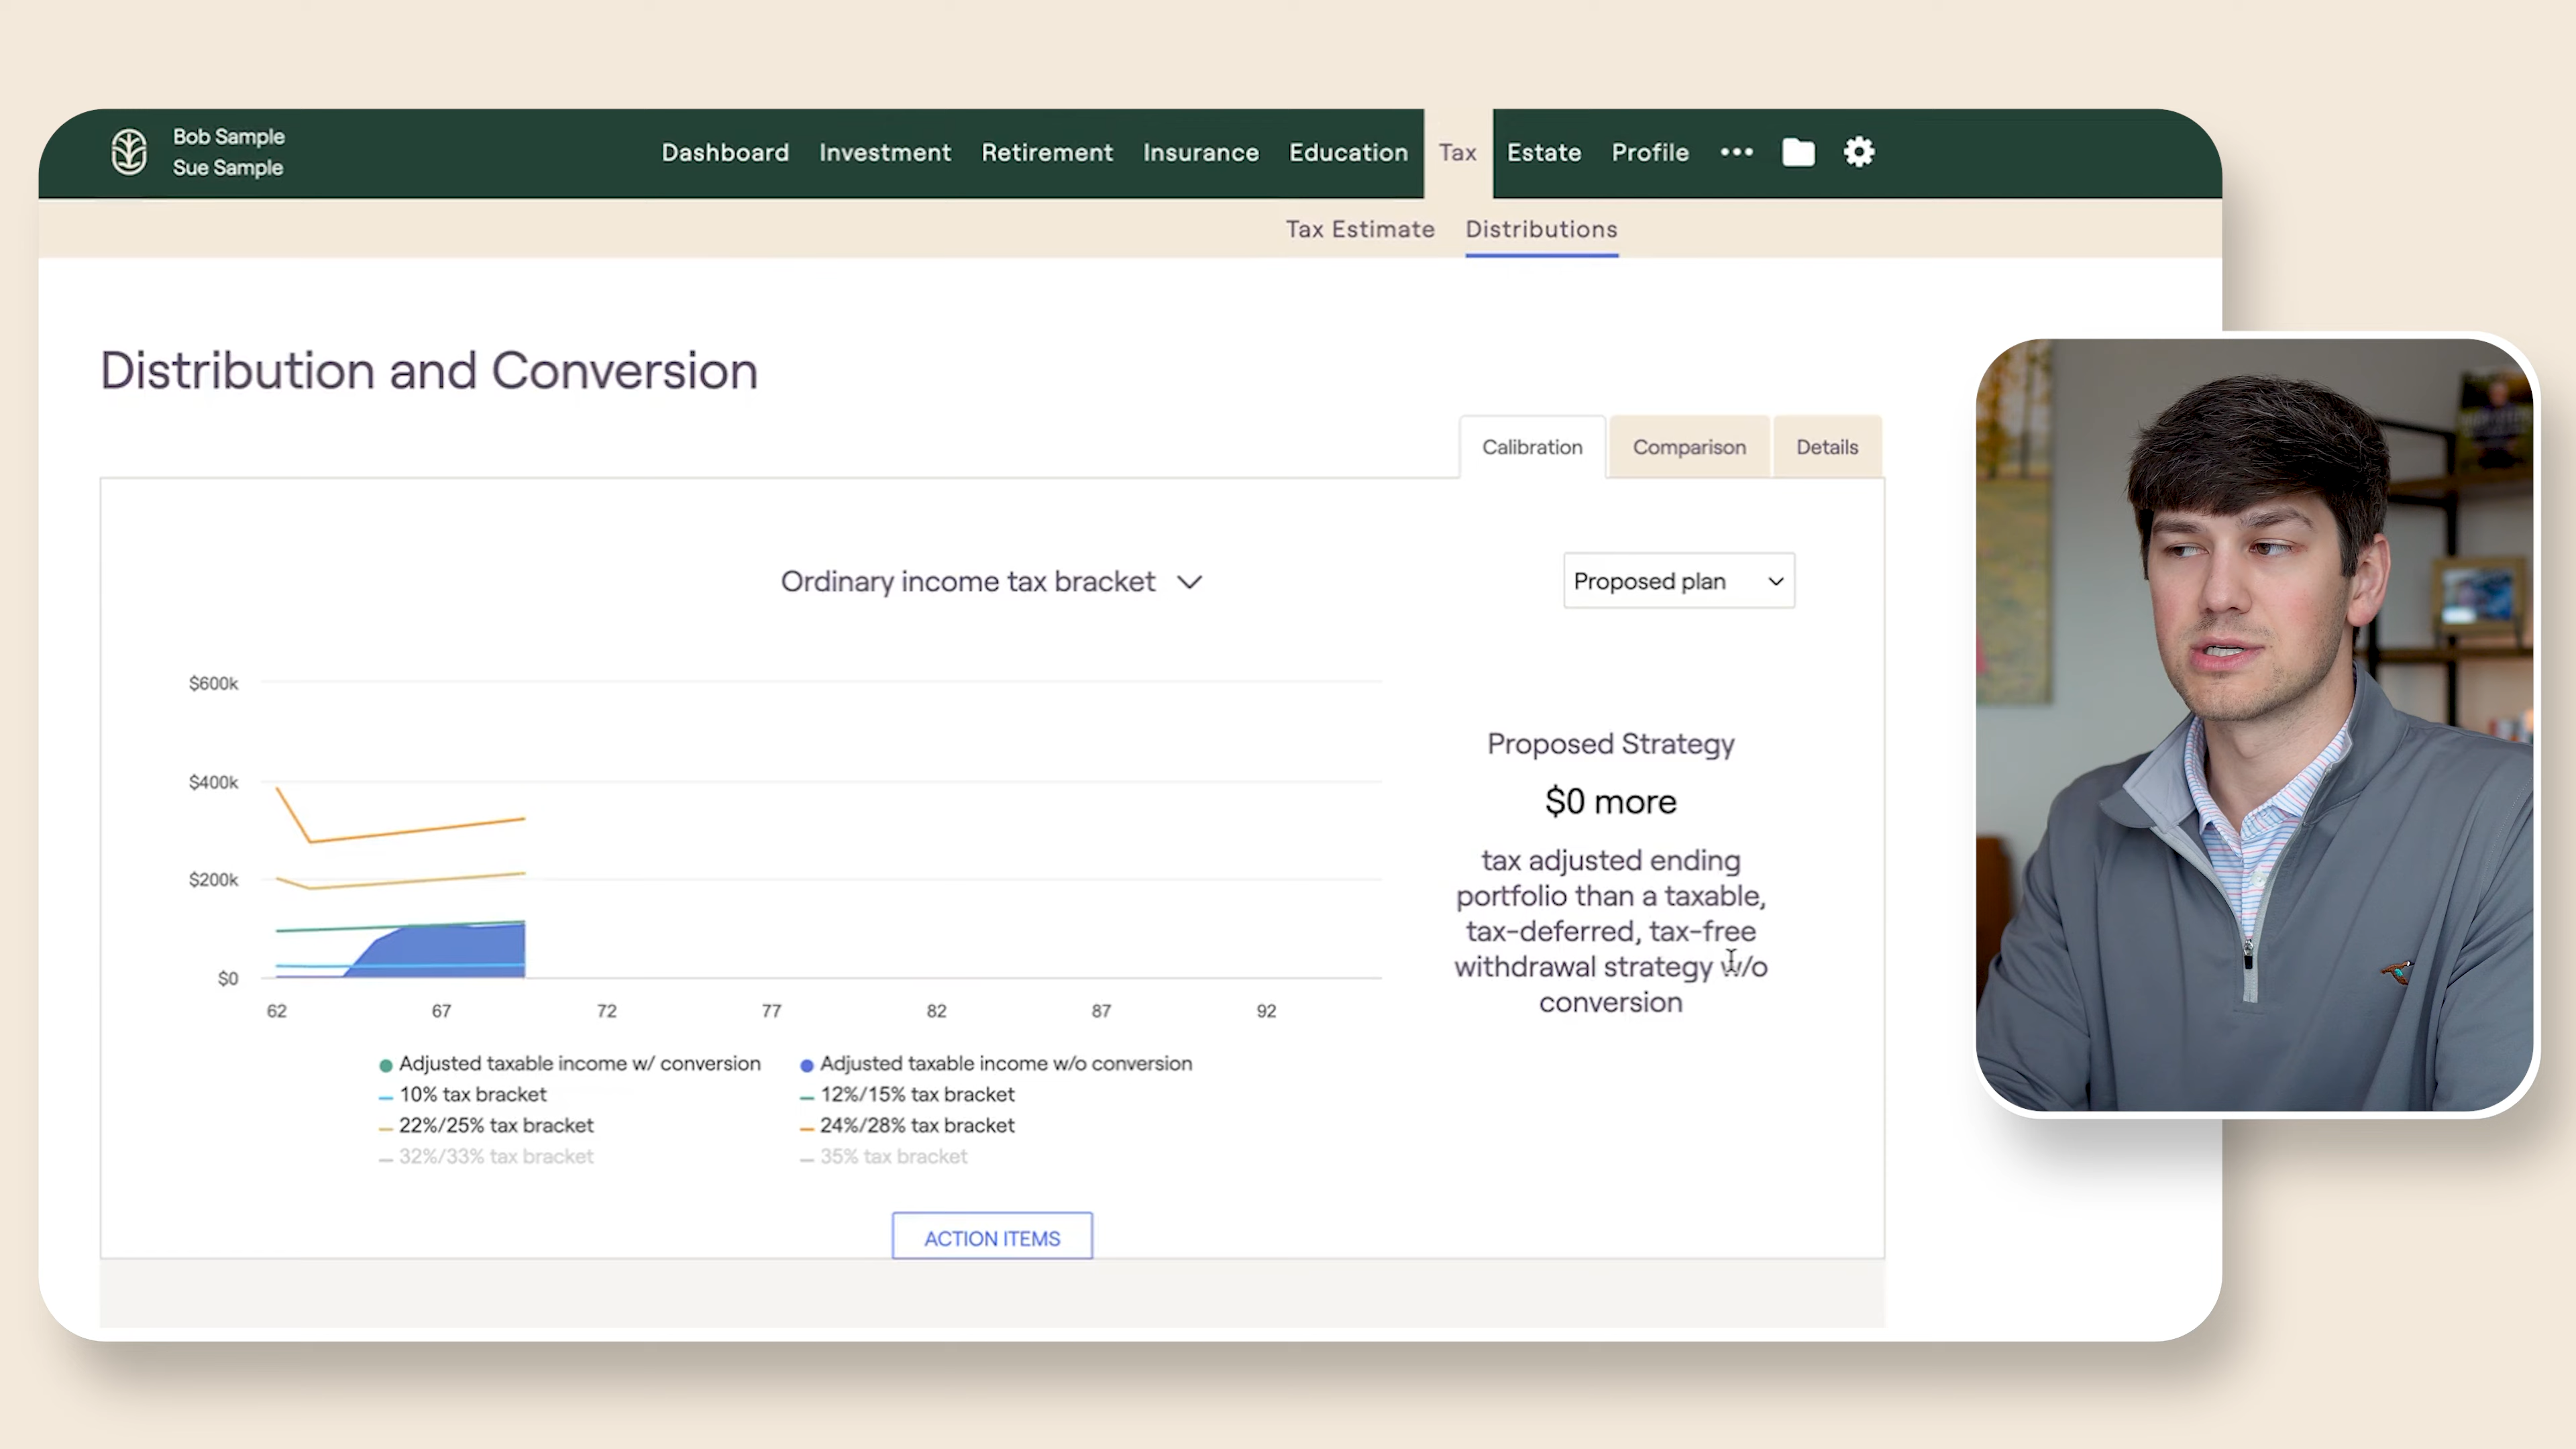 Bob Sample
Sue Sample
Dashboard Investment Retirement Insurance Education Tax Estate Profile
Tax Estimate Distributions
Distribution and Conversion
Calibration Comparison Details
Ordinary income tax bracket
Proposed plan
$600k
$400k
$200k
$0
62 67 72 77 82 87 92
Proposed Strategy
$0 more
tax adjusted ending
portfolio than a taxable,
tax-deferred, tax-free
withdrawal strategy w/o
conversion
Adjusted taxable income w/ conversion
Adjusted taxable income w/o conversion
10% tax bracket
12%/15% tax bracket
22%/25% tax bracket
24%/28% tax bracket
32%/33% tax bracket
35% tax bracket
ACTION ITEMS